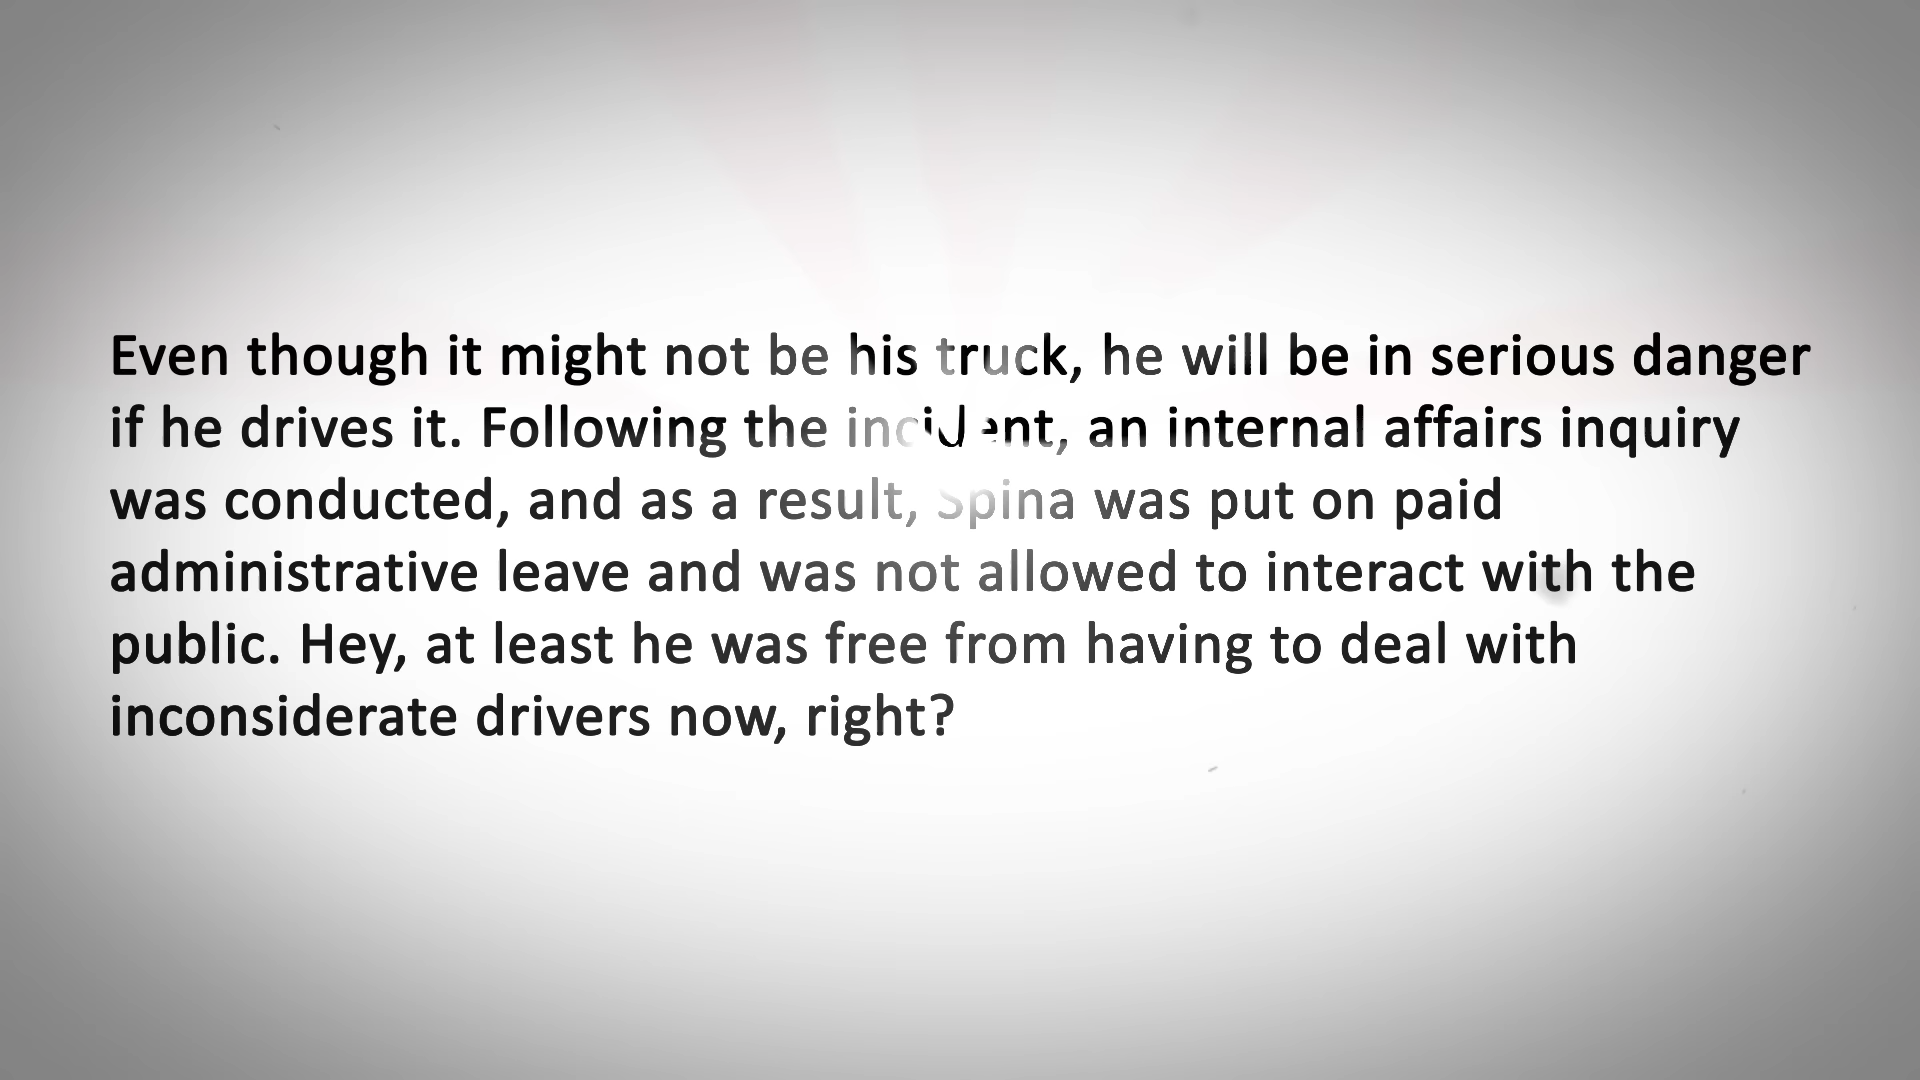 Even though it might not be his truck, he will be in serious danger
if he drives it. Following the incident, an internal affairs inquiry
was conducted, and as a result, Spina was put on paid
administrative leave and was not allowed to interact with the
public. Hey, at least he was free from having to deal with
inconsiderate drivers now, right?